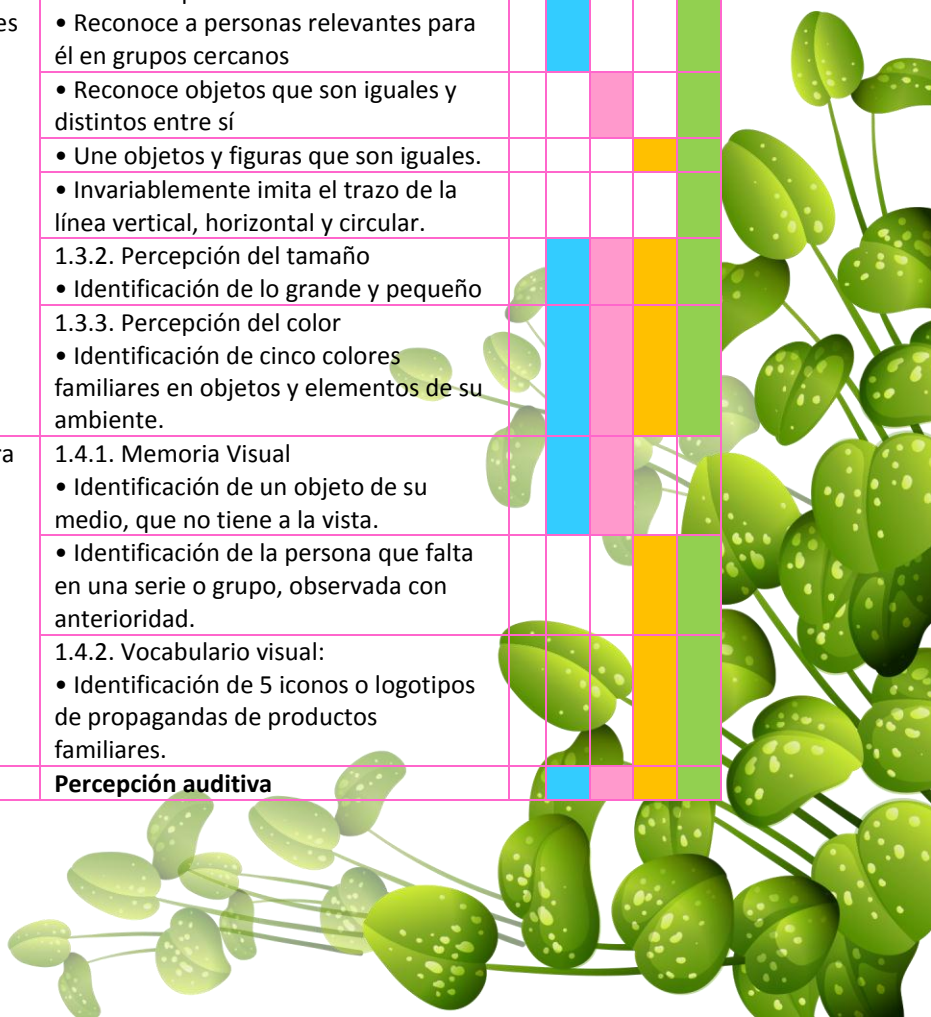 es
• Reconoce a personas relevantes para
él en grupos cercanos
• Reconoce objetos que son iguales y
distintos entre sí
• Une objetos y figuras que son iguales.
• Invariablemente imita el trazo de la
línea vertical, horizontal y circular.
1.3.2. Percepción del tamaño
• Identificación de lo grande y pequeño
1.3.3. Percepción del color
• Identificación de cinco colores
familiares en objetos y elementos de su
ambiente.
ra
1.4.1. Memoria Visual
• Identificación de un objeto de su
medio, que no tiene a la vista.
• Identificación de la persona que falta
en una serie o grupo, observada con
anterioridad.
1.4.2. Vocabulario visual:
• Identificación de 5 iconos o logotipos
de propagandas de productos
familiares.
Percepción auditiva